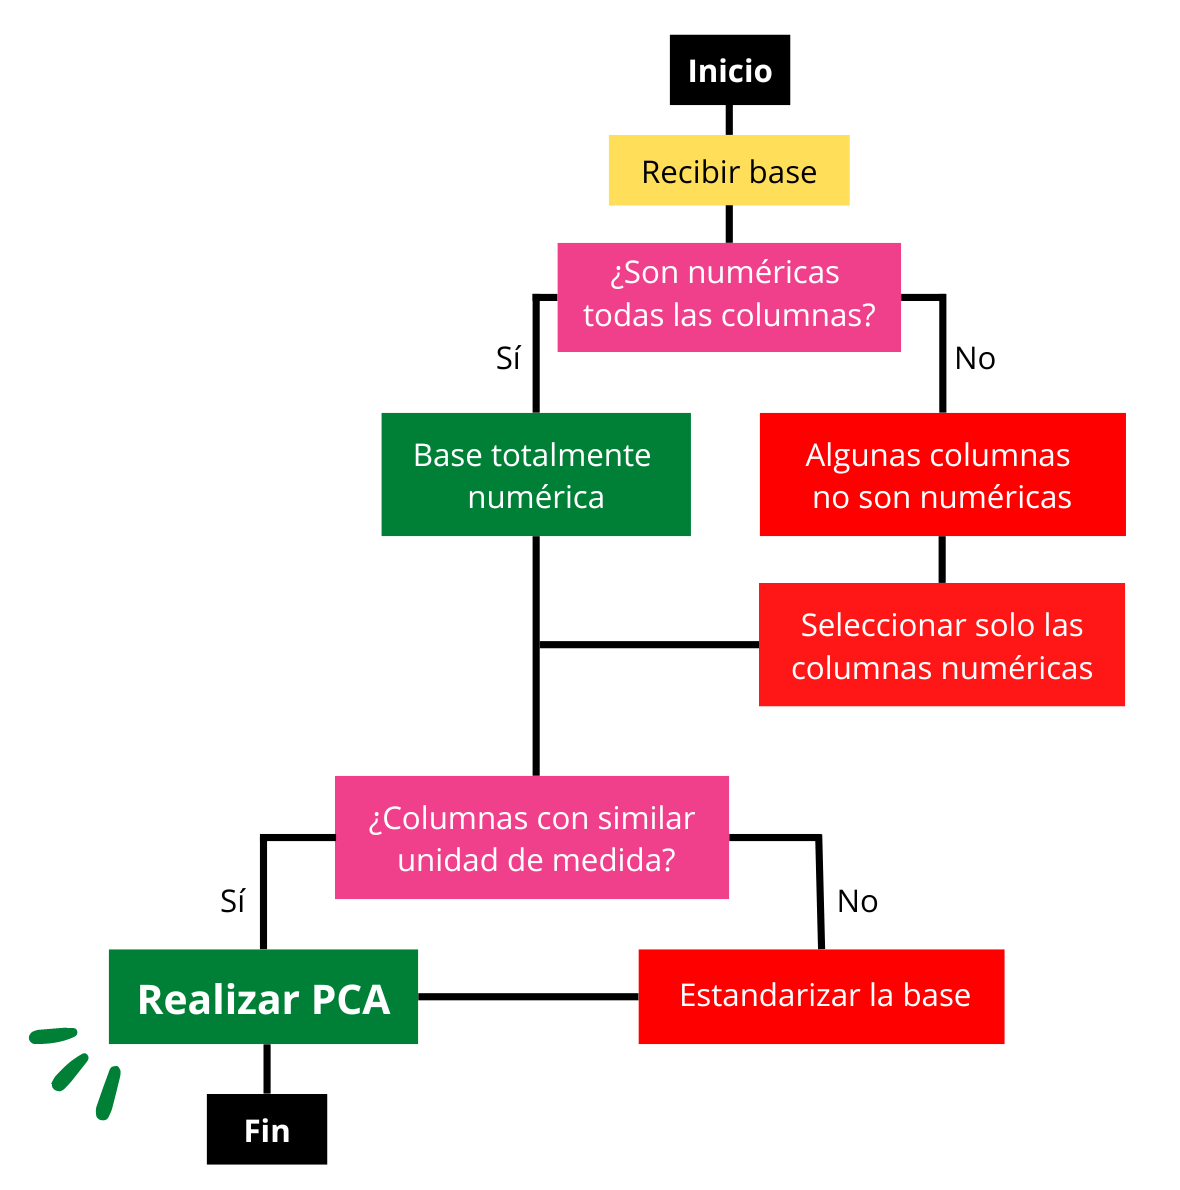 Inicio
Recibir base
¿Son numéricas
todas las columnas?
Sí
No
Base totalmente
numérica
Algunas columnas
no son numéricas
Seleccionar solo las
columnas numéricas
¿Columnas con similar
unidad de medida?
Sí
No
Realizar PCA
Estandarizar la base
Fin